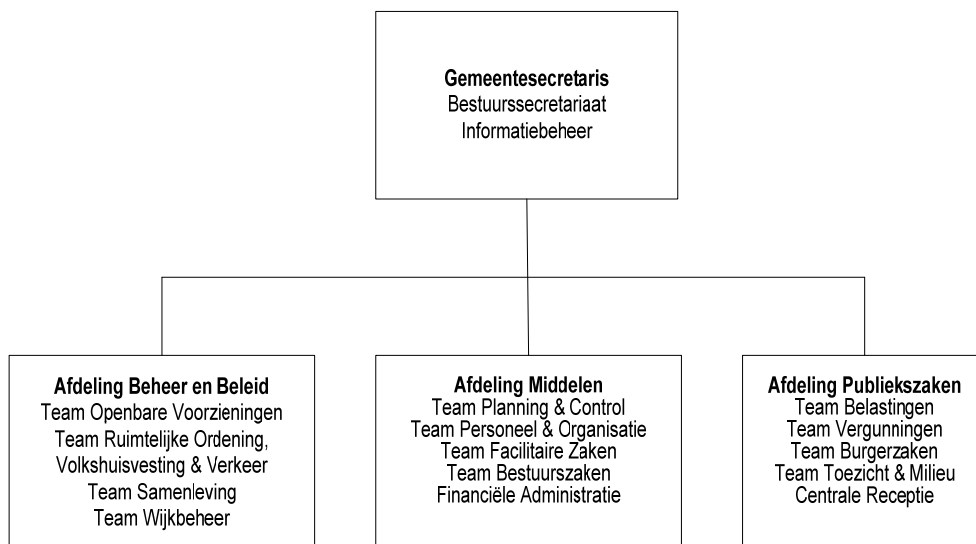 Gemeentesecretaris
Bestuurssecretariaat
Informatiebeheer
Afdeling Beheer en Beleid
Team Openbare Voorzieningen
Team Ruimtelijke Ordening,
Volkshuisvesting & Verkeer
Team Samenleving
Team Wijkbeheer
Afdeling Middelen
Team Planning & Control
Team Personeel & Organisatie
Team Facilitaire Zaken
Team Bestuurszaken
Financiële Administratie
Afdeling Publiekszaken
Team Belastingen
Team Vergunningen
Team Burgerzaken
Team Toezicht & Milieu
Centrale Receptie